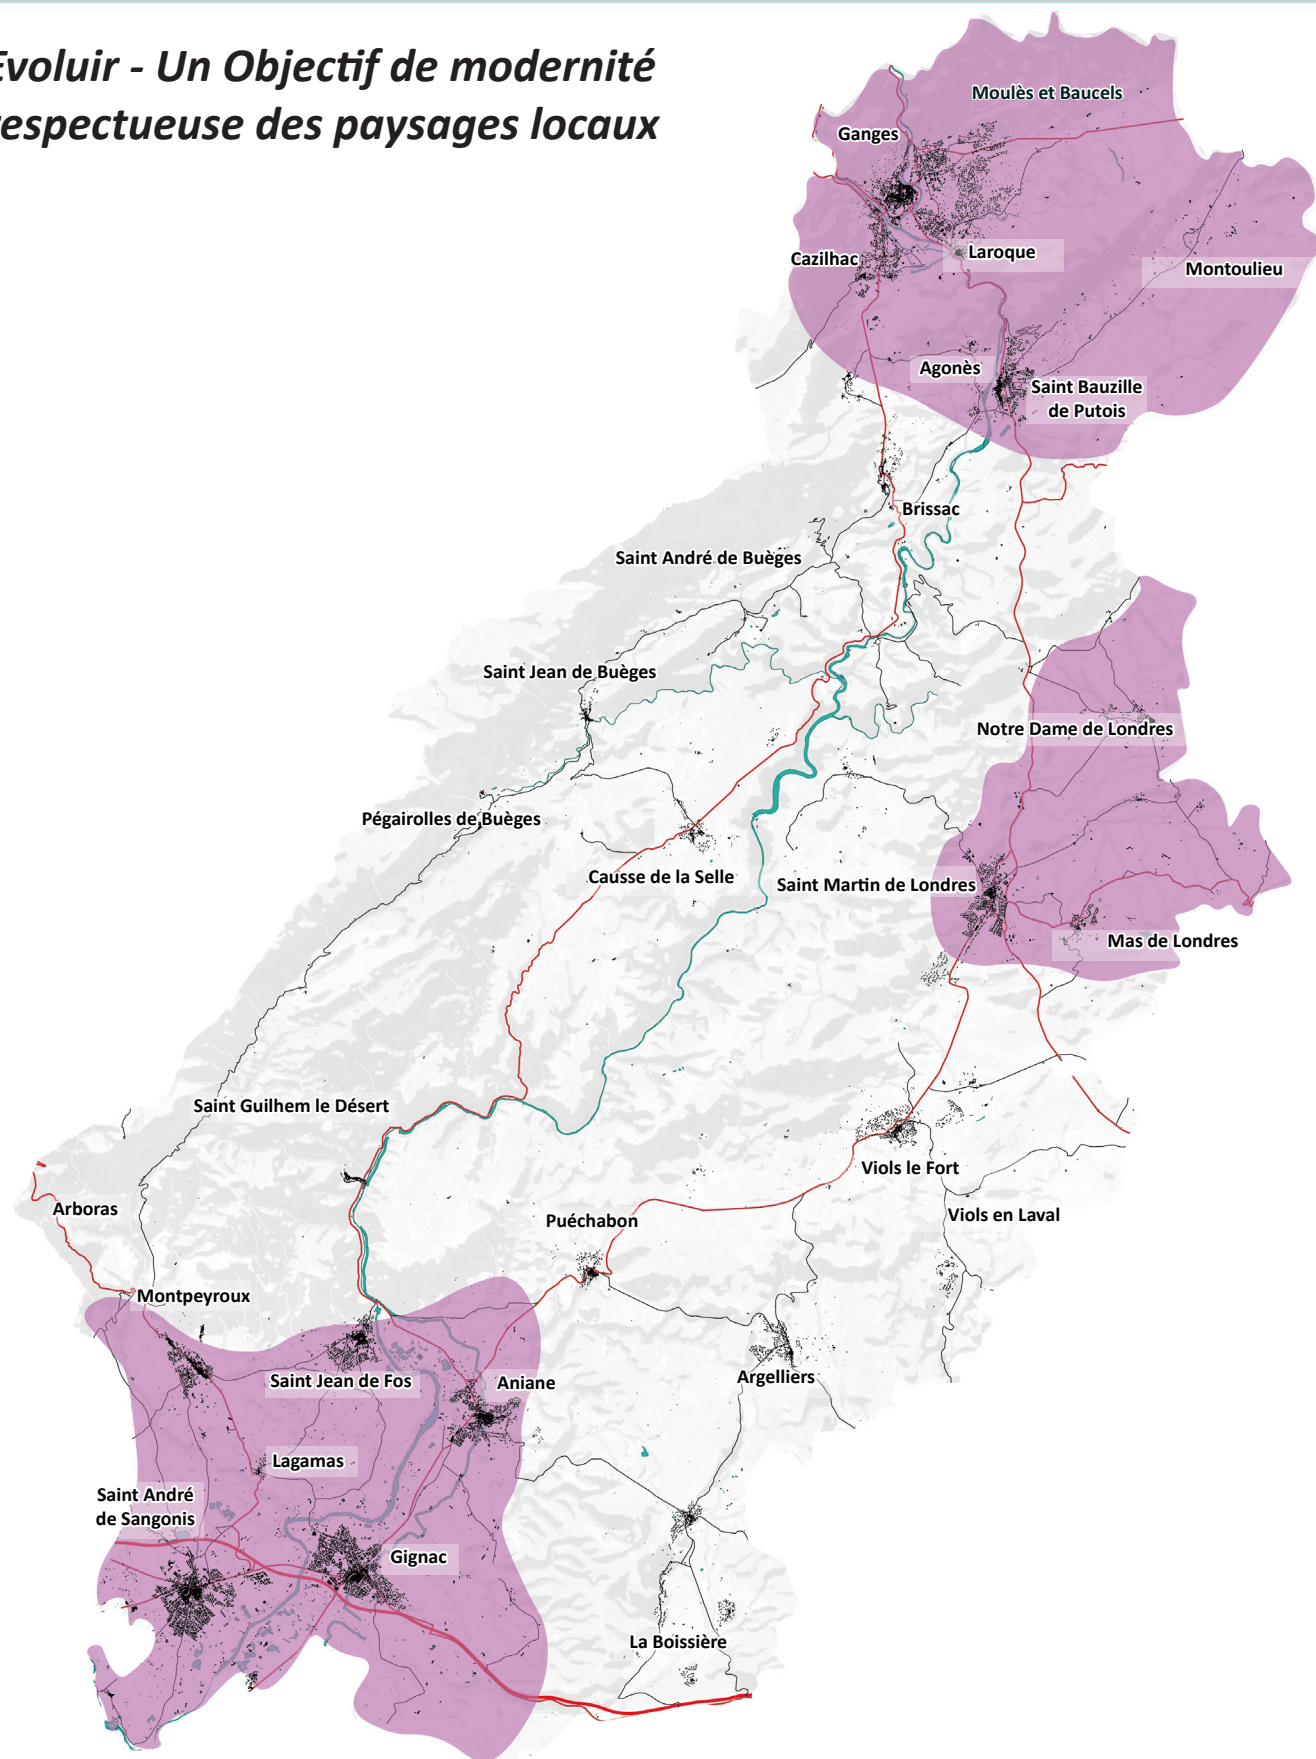 Evoluir - Un Objectif de modernité
respectueuse des paysages locaux
Moulès et Baucels
Ganges
Laroque
Cazilhac
Montoulieu
Agonès
Saint Bauzille
de Putois
Brissac
Saint André de Buèges
Saint Jean de Buèges
Notre Dame de Londres
Pégairolles de Buèges
Causse de la Selle
Saint Martin de Londres
Mas de Londres
Saint Guilhem le Désert
Viols le Fort
Arboras
Viols en Laval
Puéchabon
Montpeyroux
Argelliers
Saint Jean de Fos
Aniane
Lagamas
Saint André
de Sangonis
Gignac
La Boissière